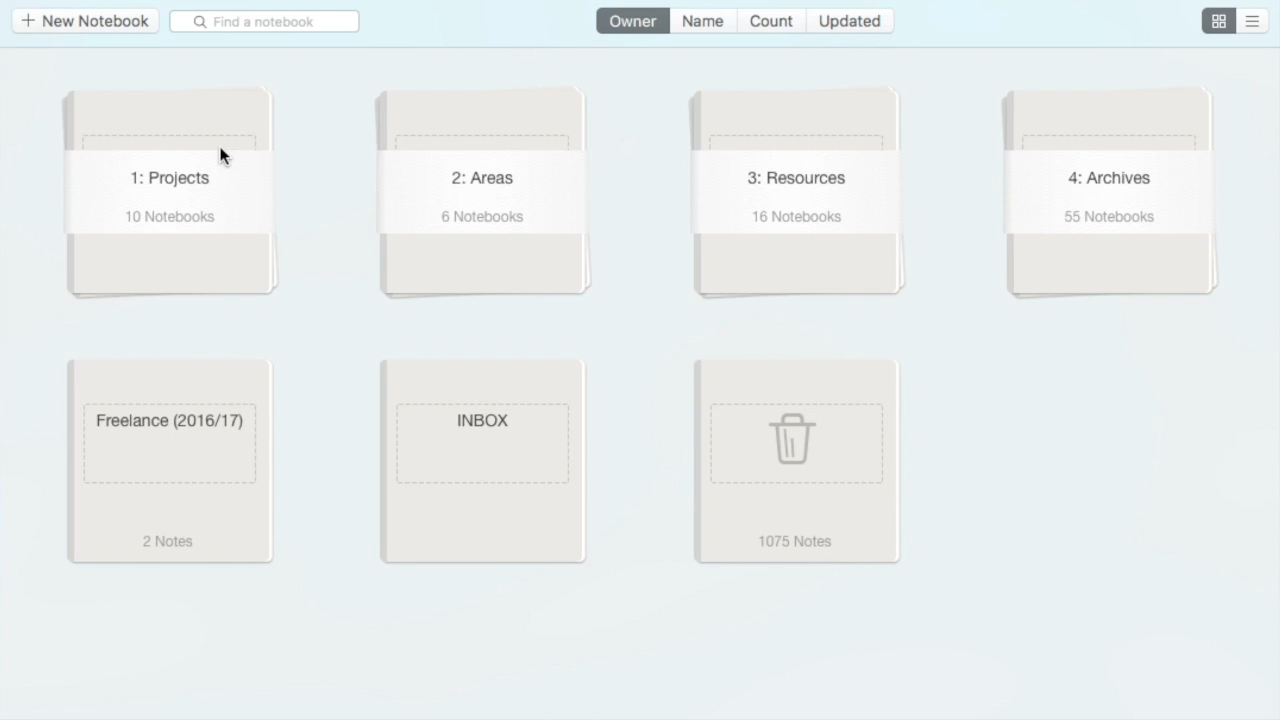 New Notebook
Find a notebook
Owner
Name
Count
Updated
1: Projects
10 Notebooks
2: Areas
6 Notebooks
3: Resources
16 Notebooks
4: Archives
55 Notebooks
Freelance (2016/17)
2 Notes
INBOX
1075 Notes